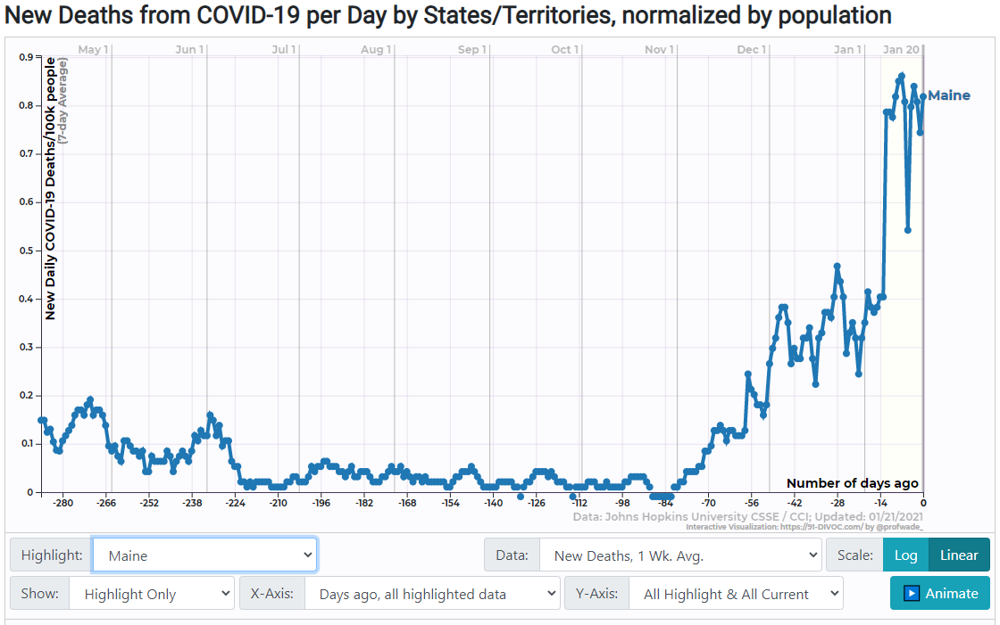 New Deaths from COVID-19 per Day by States/Territories, normalized by population
May 1 Jun 1 Jul 1 Aug 1 Sep 1 Oct 1 Nov 1 Dec 1 Jan 1 Jan 20
New Daily COVID-19 Deaths/100k people
(7-day Average)
0.9
0.8
0.7
0.6
0.5
0.4
0.3
0.2
0.1
0
Maine
Number of days ago
-280 -266 -252 -238 -224 -210 -196 -182 -168 -154 -140 -126 -112 -98 -84 -70 -56 -42 -28 -14 0
Data: Johns Hopkins University CSSE / CCI; Updated: 01/21/2021
Interactive Visualization: https://91-DIVOC.com/ by @profwade_
Highlight: Maine Data: New Deaths, 1 Wk. Avg. Scale: Log Linear
Show: Highlight Only X-Axis: Days ago, all highlighted data Y-Axis: All Highlight & All Current Animate